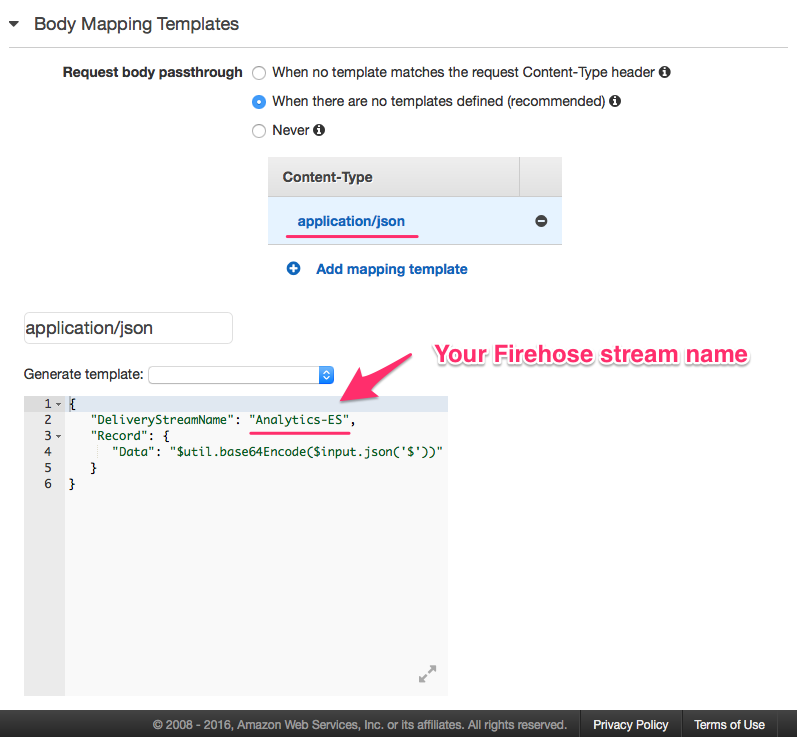 Body Mapping Templates
Request body passthrough
When no template matches the request Content-Type header
When there are no templates defined (recommended)
Never
Content-Type
application/json
Add mapping template
application/json
Your Firehose stream name
Generate template:
1 {
2 "DeliveryStreamName": "Analytics-ES",
3 "Record": {
4 "Data": "$util.base64Encode($input.json('$'))"
5 }
6 }
© 2008 - 2016, Amazon Web Services, Inc. or its affiliates. All rights reserved. Privacy Policy Terms of Use